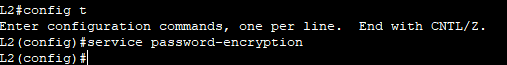 L2#config t
Enter configuration commands, one per line.  End with CNTL/Z.
L2(config)#service password-encryption
L2(config)#